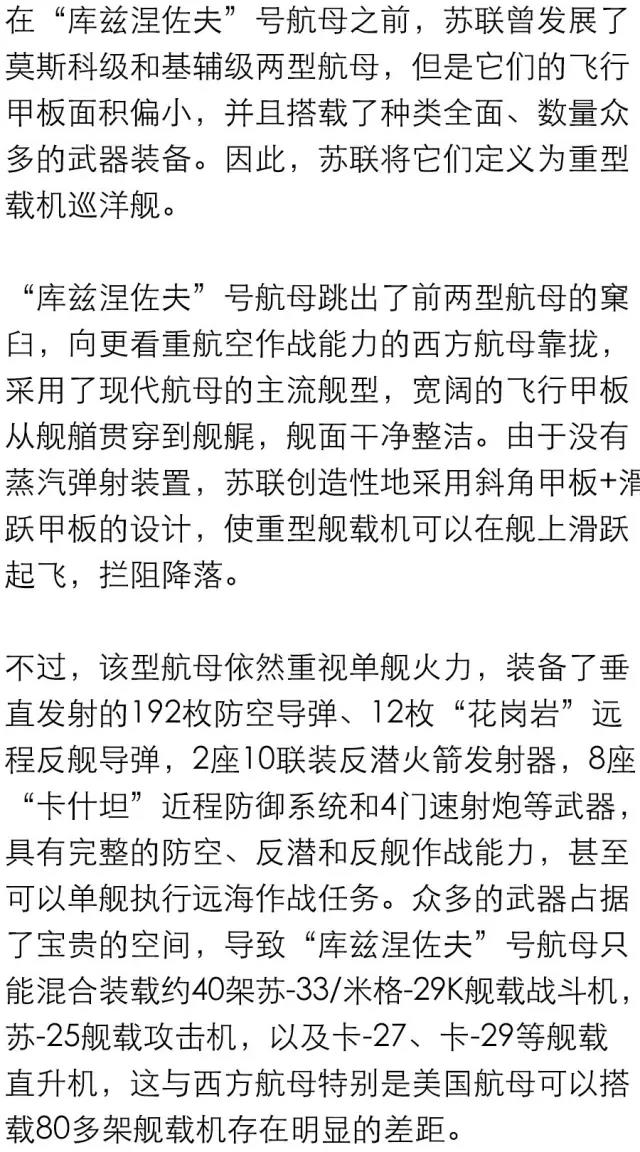 在“库兹涅佐夫”号航母之前，苏联曾发展了
莫斯科级和基辅级两型航母，但是它们的飞行
甲板面积偏小，并且搭载了种类全面、数量众
多的武器装备。因此，苏联将它们定义为重型
载机巡洋舰。
“库兹涅佐夫”号航母跳出了前两型航母的窠
臼，向更看重航空作战能力的西方航母靠拢，
采用了现代航母的主流舰型，宽阔的飞行甲板
从舰艏贯穿到舰艉，舰面干净整洁。由于没有
蒸汽弹射装置，苏联创造性地采用斜角甲板+滑
跃甲板的设计，使重型舰载机可以在舰上滑跃
起飞，拦阻降落。
不过，该型航母依然重视单舰火力，装备了垂
直发射的192枚防空导弹、12枚“花岗岩”远
程反舰导弹，2座10联装反潜火箭发射器，8座
“卡什坦”近程防御系统和4门速射炮等武器，
具有完整的防空、反潜和反舰作战能力，甚至
可以单舰执行远海作战任务。众多的武器占据
了宝贵的空间，导致“库兹涅佐夫”号航母只
能混合装载约40架苏-33/米格-29K舰载战斗机，
苏-25舰载攻击机，以及卡-27、卡-29等舰载
直升机，这与西方航母特别是美国航母可以搭
载80多架舰载机存在明显的差距。